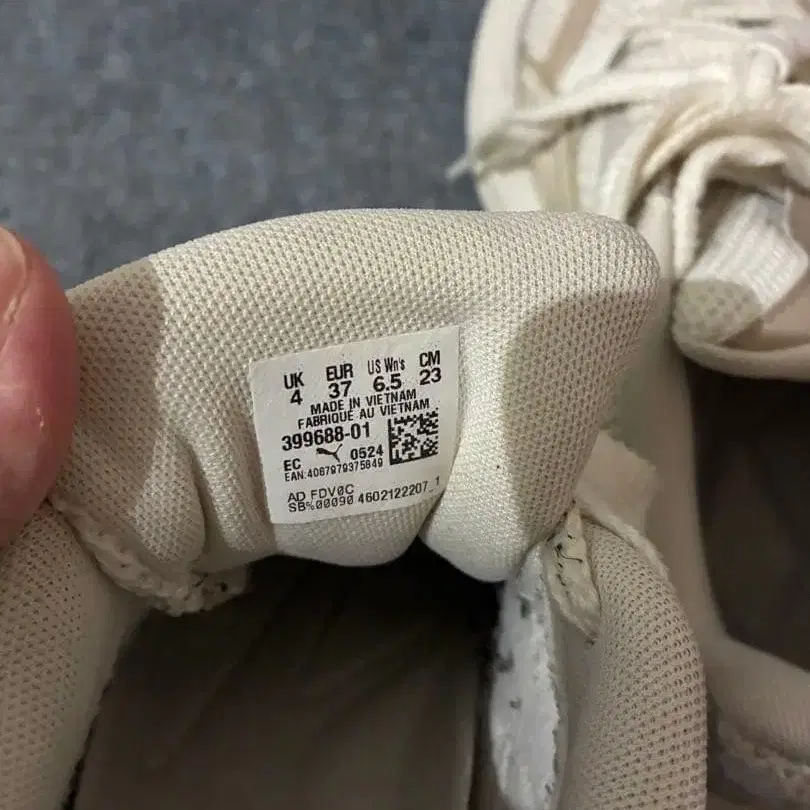 UK EUR US Wn's CM
4 37 6.5 23
MADE IN VIETNAM
FABRIQUE AU VIETNAM
399688-01
EC 0524
EAN:4067979375849
AD FDV0C
SB%00090 4602122207_1